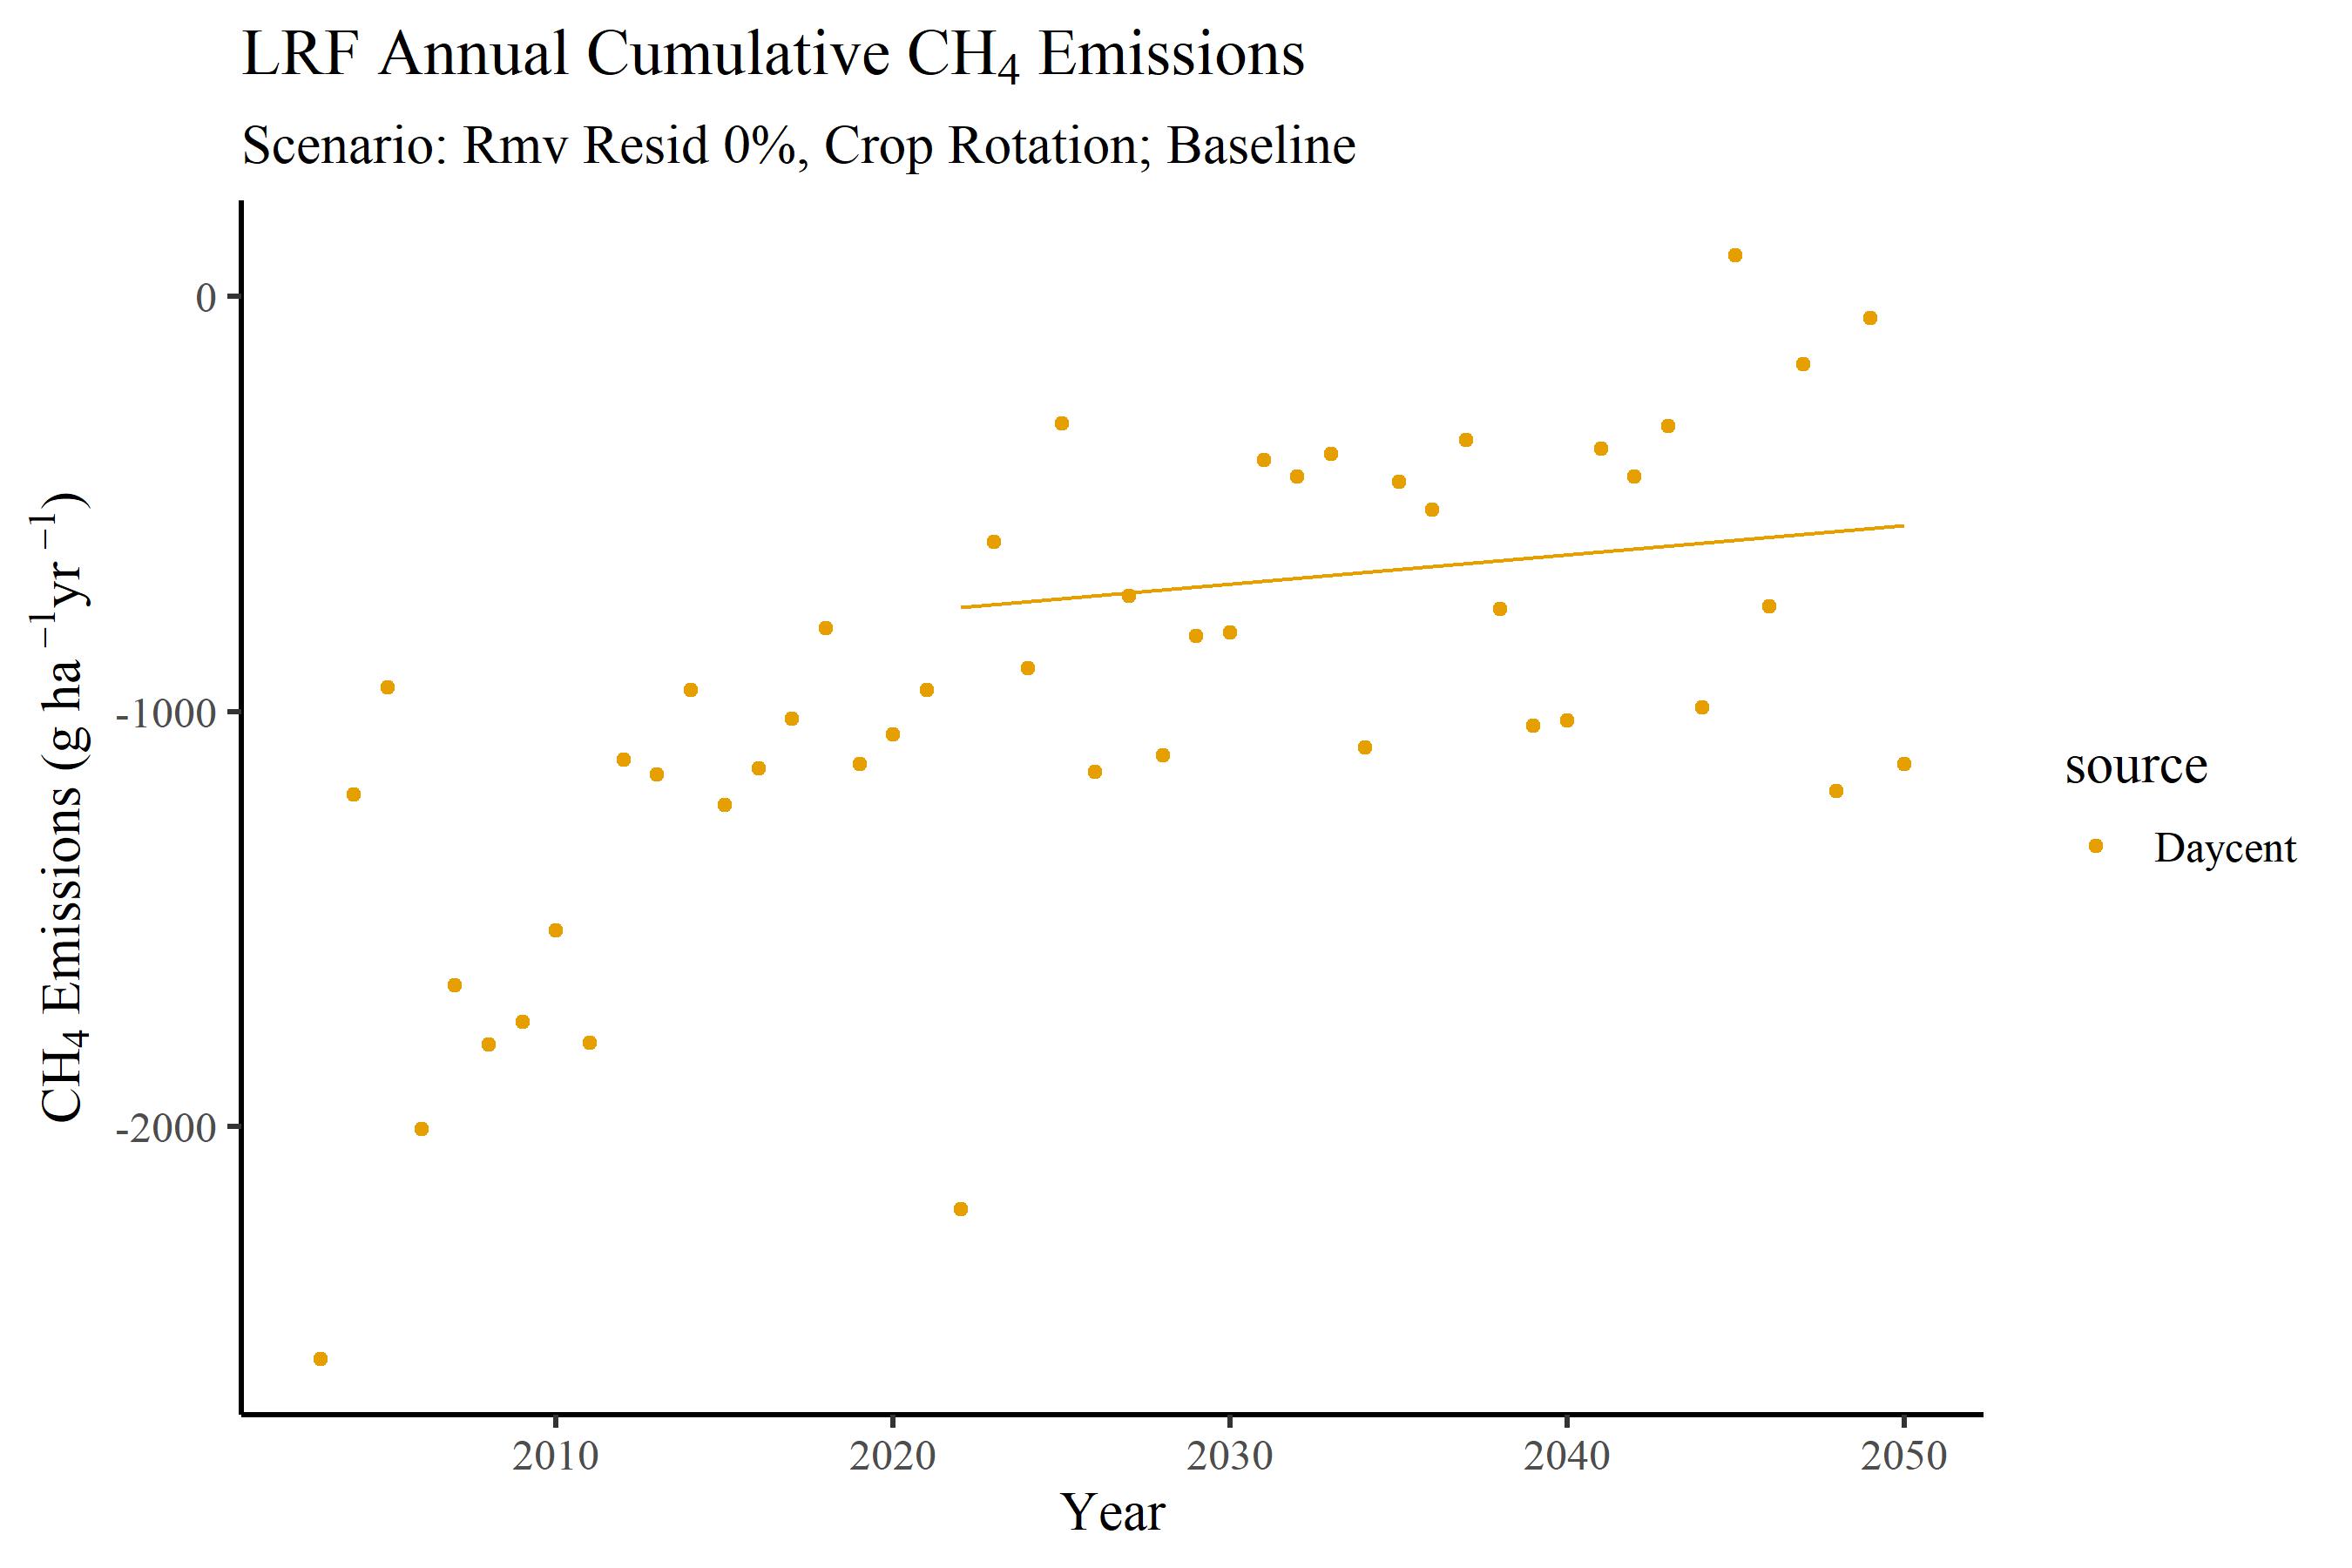 LRF Annual Cumulative CH₄ Emissions
Scenario: Rmv Resid 0%, Crop Rotation; Baseline
CH₄ Emissions (g ha ⁻¹yr ⁻¹)
0
-1000
-2000
2010 2020 2030 2040 2050
Year
source
Daycent